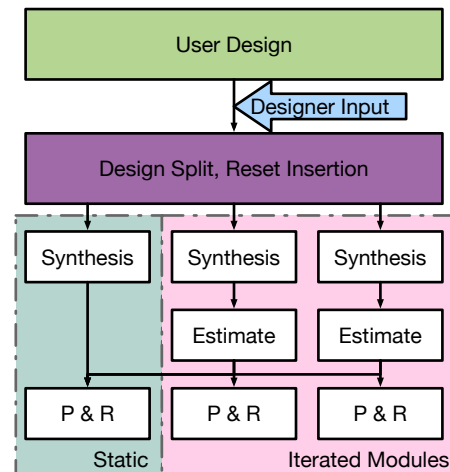 User Design
Designer Input
Design Split, Reset Insertion
Synthesis
Synthesis
Synthesis
Estimate
Estimate
P & R
P & R
P & R
Static
Iterated Modules